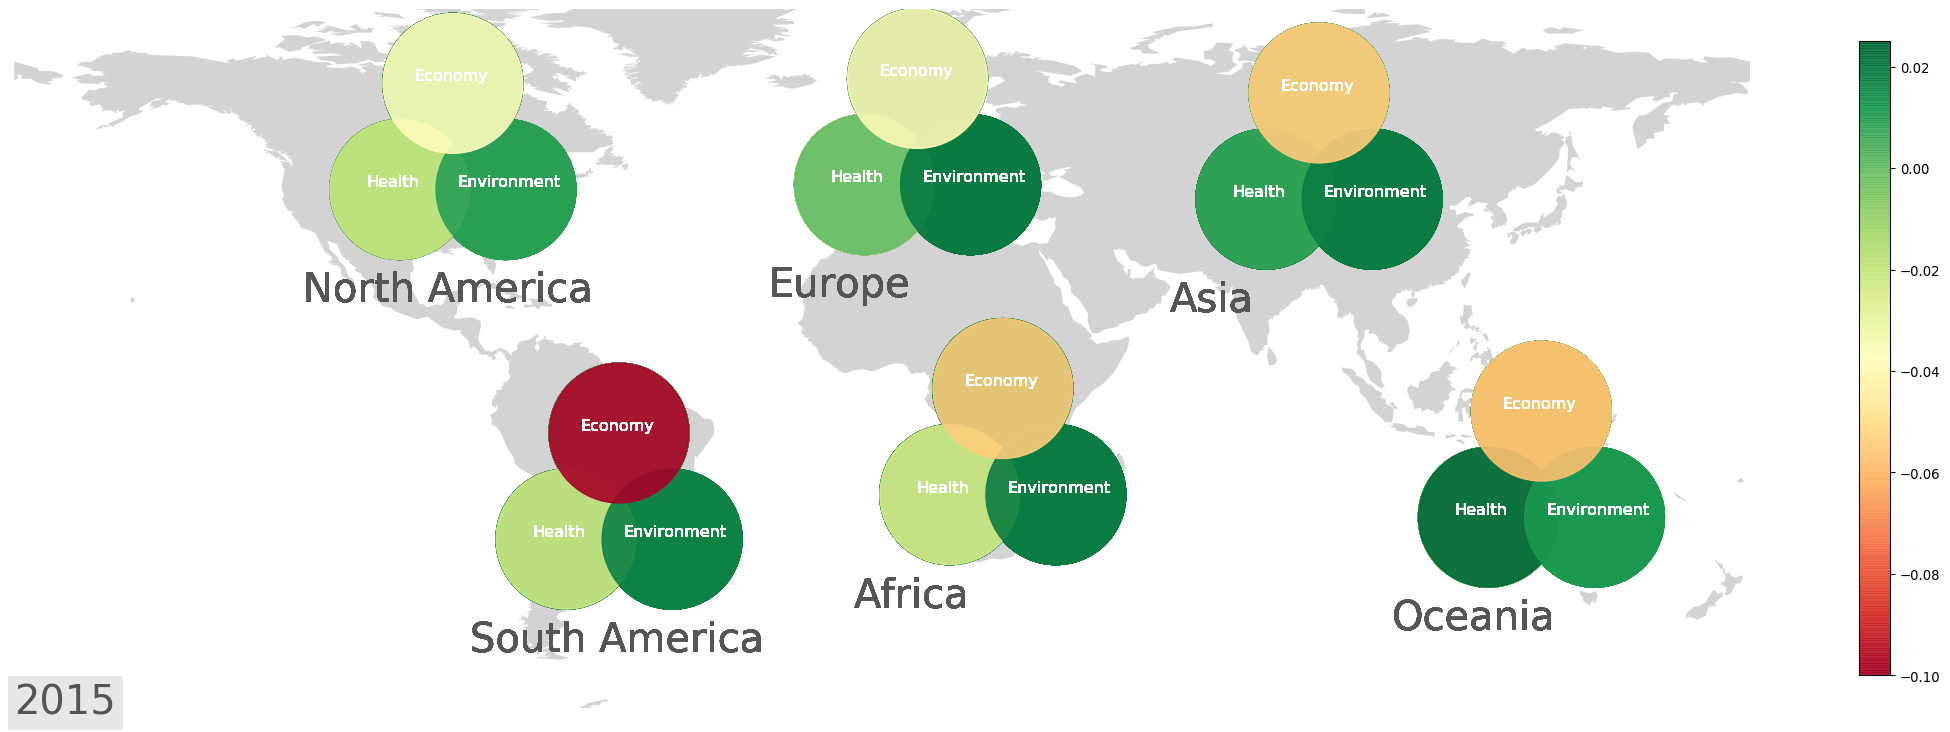 Economy
Health
Environment
North America
Economy
Health
Environment
Europe
Economy
Health
Environment
Asia
Economy
Health
Environment
South America
Economy
Health
Environment
Africa
Economy
Health
Environment
Oceania
2015
0.02
0.00
−0.02
−0.04
−0.06
−0.08
−0.10